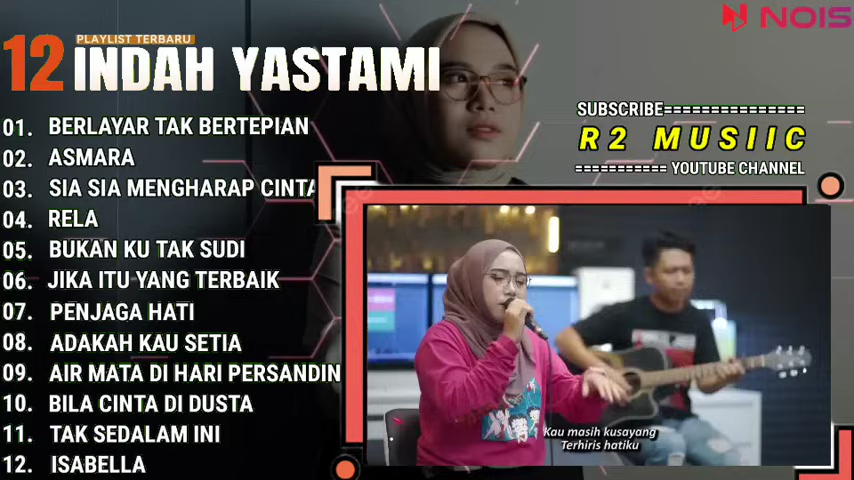 NOIS
PLAYLIST TERBARU
12 INDAH YASTAMI
SUBSCRIBE================
R2 MUSIIC
=========== YOUTUBE CHANNEL
01. BERLAYAR TAK BERTEPIAN
02. ASMARA
03. SIA SIA MENGHARAP CINTA
04. RELA
05. BUKAN KU TAK SUDI
06. JIKA ITU YANG TERBAIK
07. PENJAGA HATI
08. ADAKAH KAU SETIA
09. AIR MATA DI HARI PERSANDIN
10. BILA CINTA DI DUSTA
11. TAK SEDALAM INI
12. ISABELLA
Kau masih kusayang
Terhiris hatiku